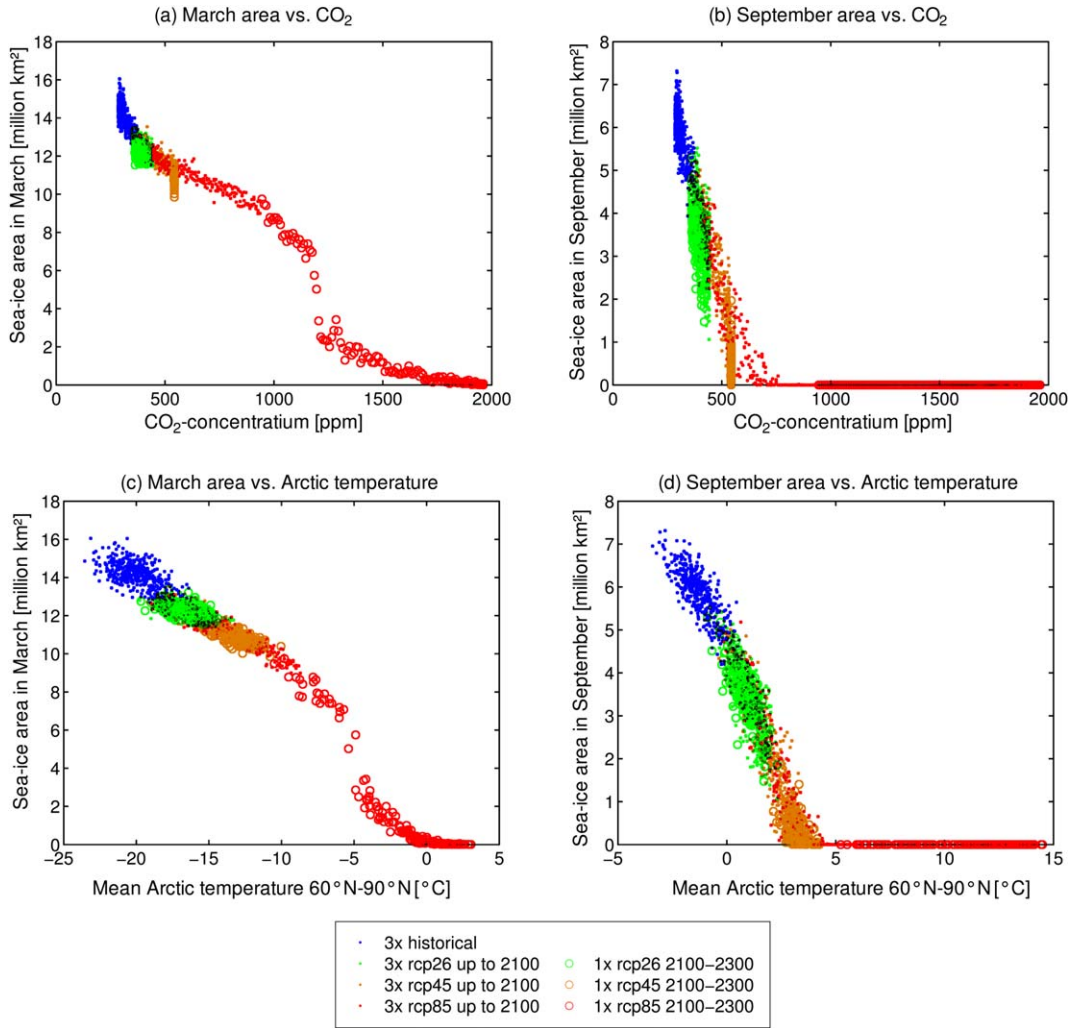 (a) March area vs. CO₂
Sea-ice area in March [million km²]
18
16
14
12
10
8
6
4
2
0
0 500 1000 1500 2000
CO₂-concentratium [ppm]
(b) September area vs. CO₂
Sea-ice area in September [million km²]
8
7
6
5
4
3
2
1
0
0 500 1000 1500 2000
CO₂-concentratium [ppm]
(c) March area vs. Arctic temperature
Sea-ice area in March [million km²]
18
16
14
12
10
8
6
4
2
0
−25 −20 −15 −10 −5 0 5
Mean Arctic temperature 60°N-90°N [°C]
(d) September area vs. Arctic temperature
Sea-ice area in September [million km²]
8
7
6
5
4
3
2
1
0
−5 0 5 10 15
Mean Arctic temperature 60°N-90°N [°C]
3x historical
3x rcp26 up to 2100 1x rcp26 2100−2300
3x rcp45 up to 2100 1x rcp45 2100−2300
3x rcp85 up to 2100 1x rcp85 2100−2300